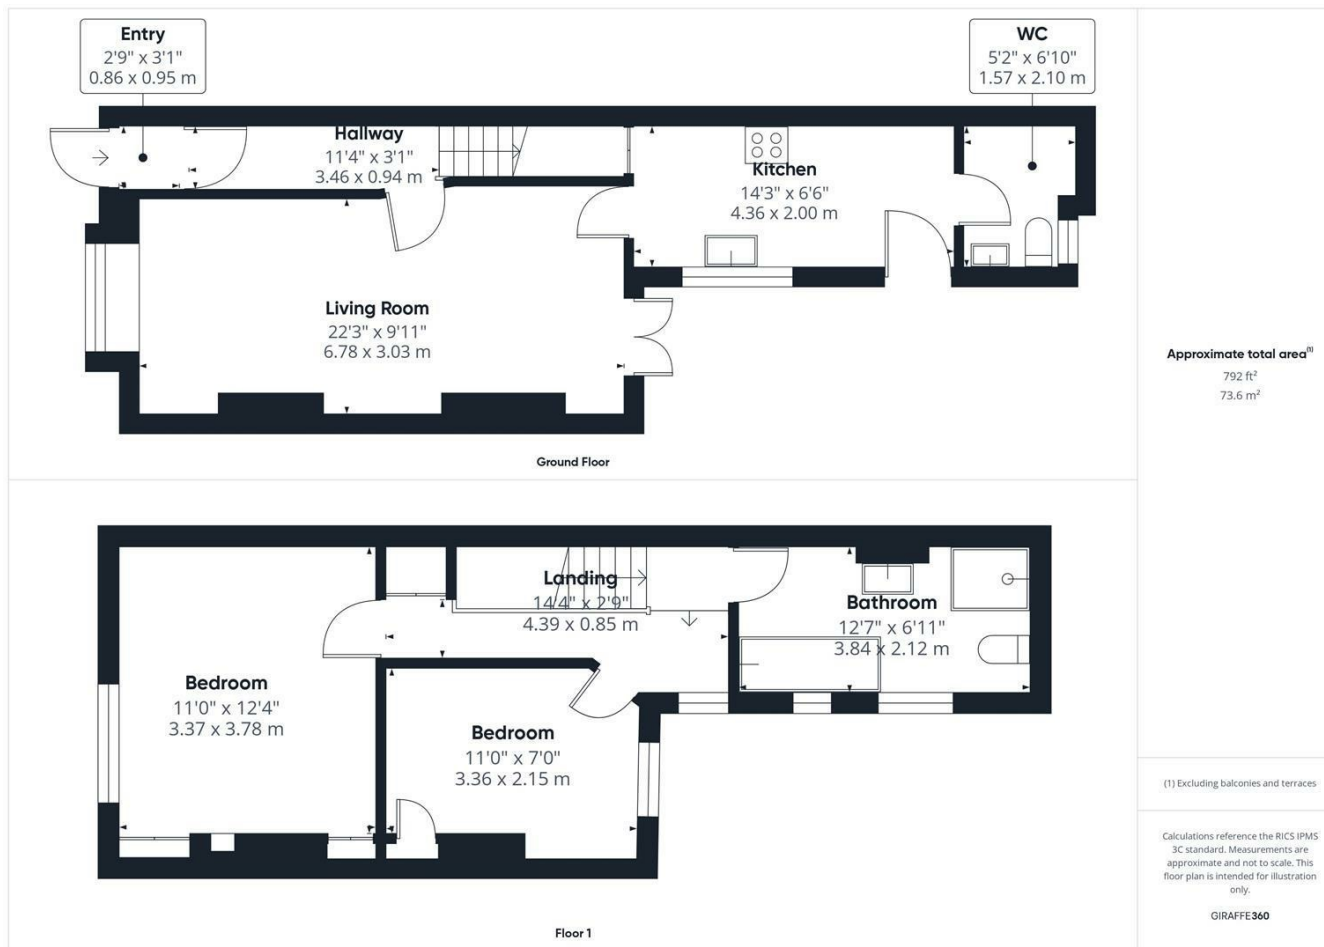 Entry
2'9" x 3'1"
0.86 x 0.95 m
WC
5'2" x 6'10"
1.57 x 2.10 m
Hallway
11'4" x 3'1"
3.46 x 0.94 m
Kitchen
14'3" x 6'6"
4.36 x 2.00 m
Living Room
22'3" x 9'11"
6.78 x 3.03 m
Ground Floor
Landing
14'4" x 2'9"
4.39 x 0.85 m
Bathroom
12'7" x 6'11"
3.84 x 2.12 m
Bedroom
11'0" x 12'4"
3.37 x 3.78 m
Bedroom
11'0" x 7'0"
3.36 x 2.15 m
Floor 1
Approximate total area(1)
792 ft²
73.6 m²
(1) Excluding balconies and terraces
Calculations reference the RICS IPMS
3C standard. Measurements are
approximate and not to scale. This
floor plan is intended for illustration
only.
GIRAFFE360